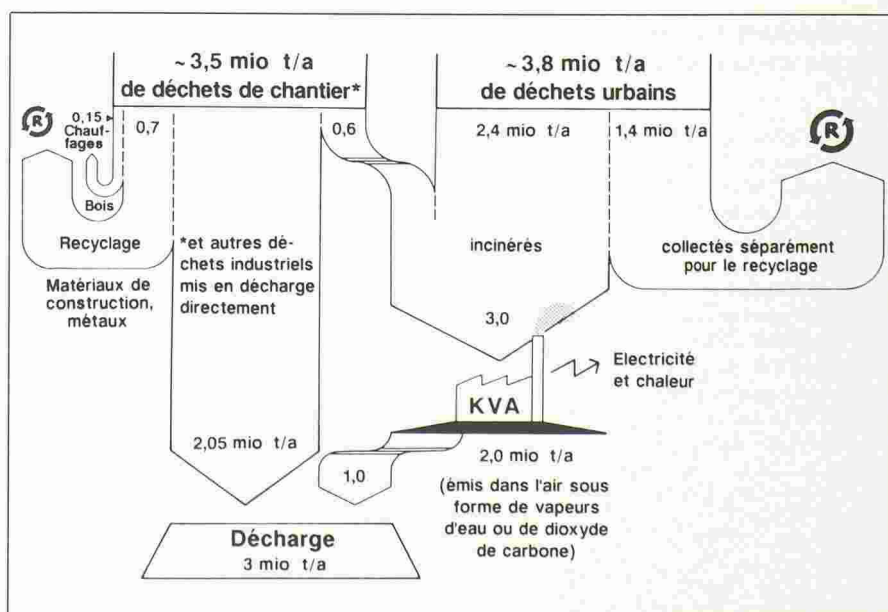 ~ 3,5 mio t/a
de déchets de chantier*
~ 3,8 mio t/a
de déchets urbains
R
0,15
Chauf-
fages
0,7
0,6
2,4 mio t/a
1,4 mio t/a
R
Bois
Recyclage
Matériaux de
construction,
métaux
*et autres dé-
chets industriels
mis en décharge
directement
incinérés
collectés séparément
pour le recyclage
3,0
Electricité
et chaleur
KVA
2,05 mio t/a
1,0
2,0 mio t/a
(émis dans l'air sous
forme de vapeurs
d'eau ou de dioxyde
de carbone)
Décharge
3 mio t/a